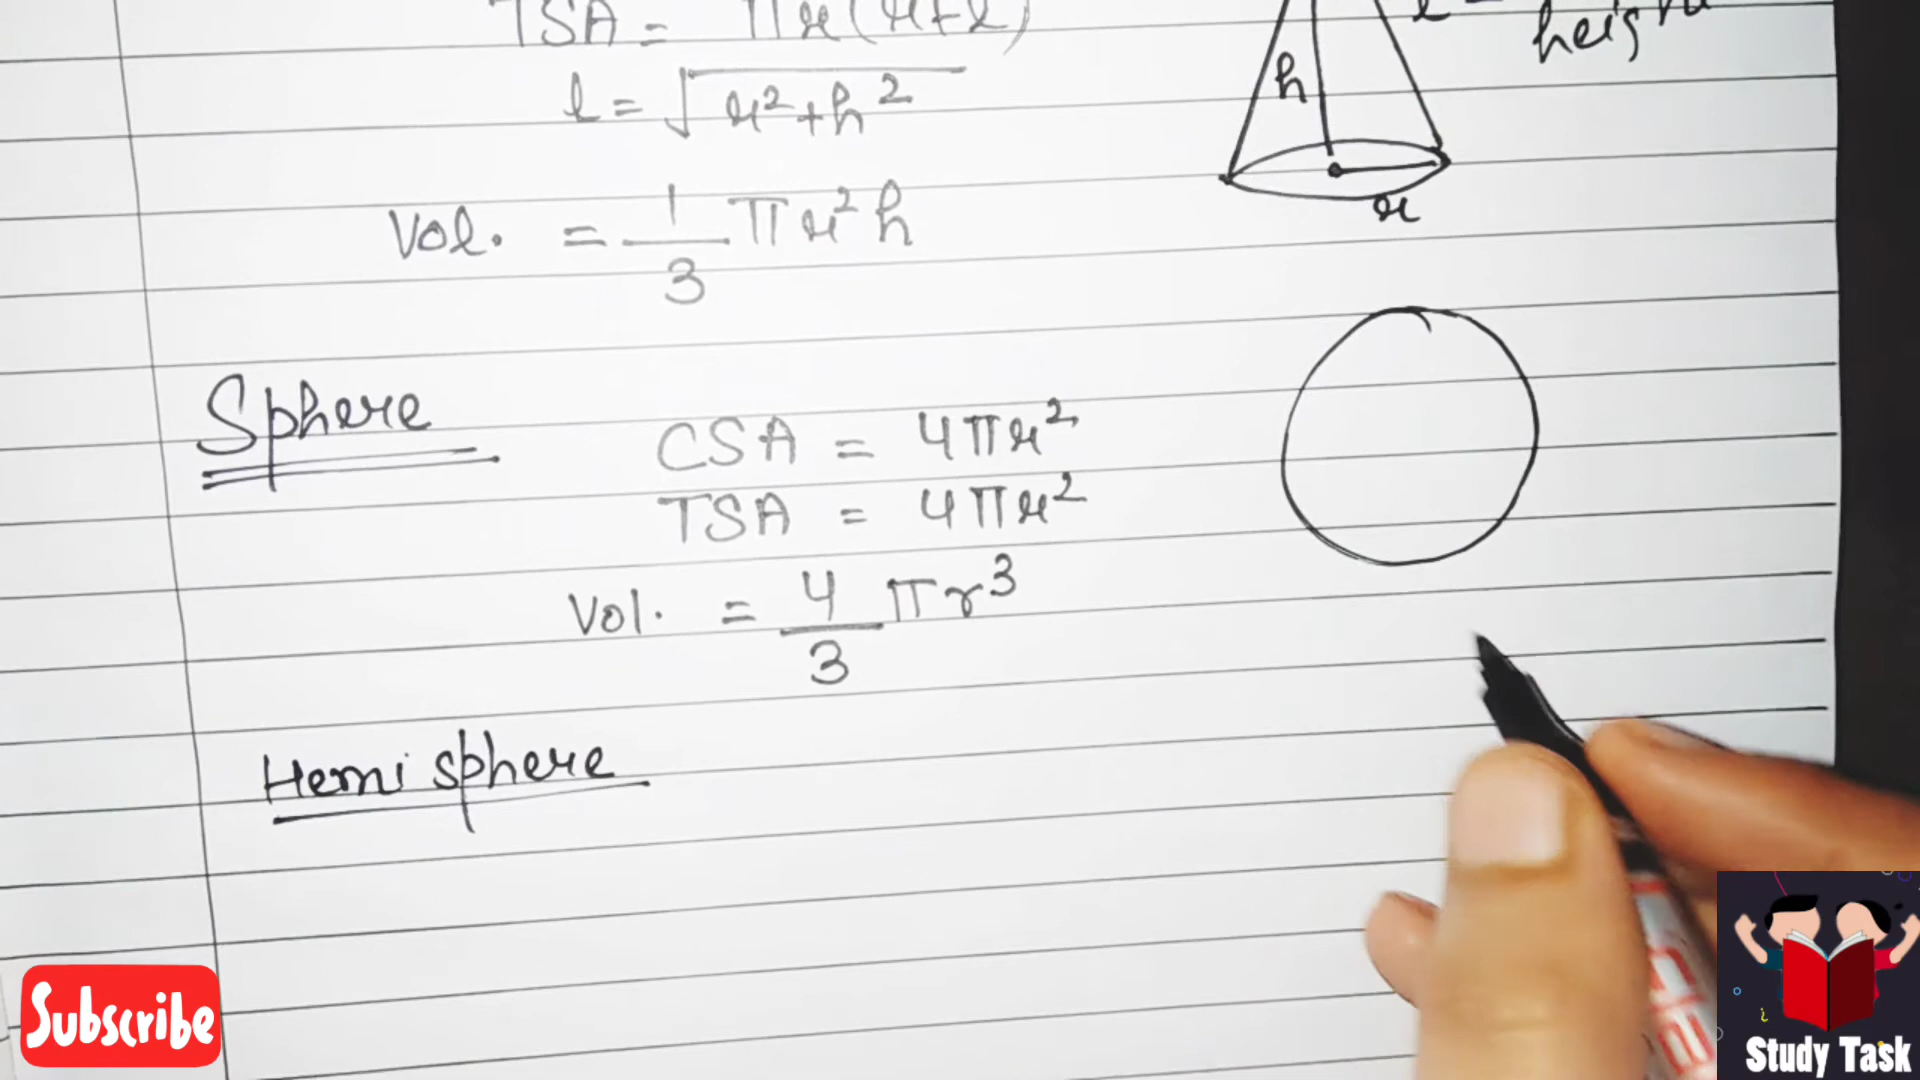 TSA = πr(r+l)
l = √r²+h²
h
height
r
Vol. = 1/3 πr²h
Sphere
CSA = 4πr²
TSA = 4πr²
Vol. = 4/3 πr³
Hemi sphere
Subscribe
Study Task